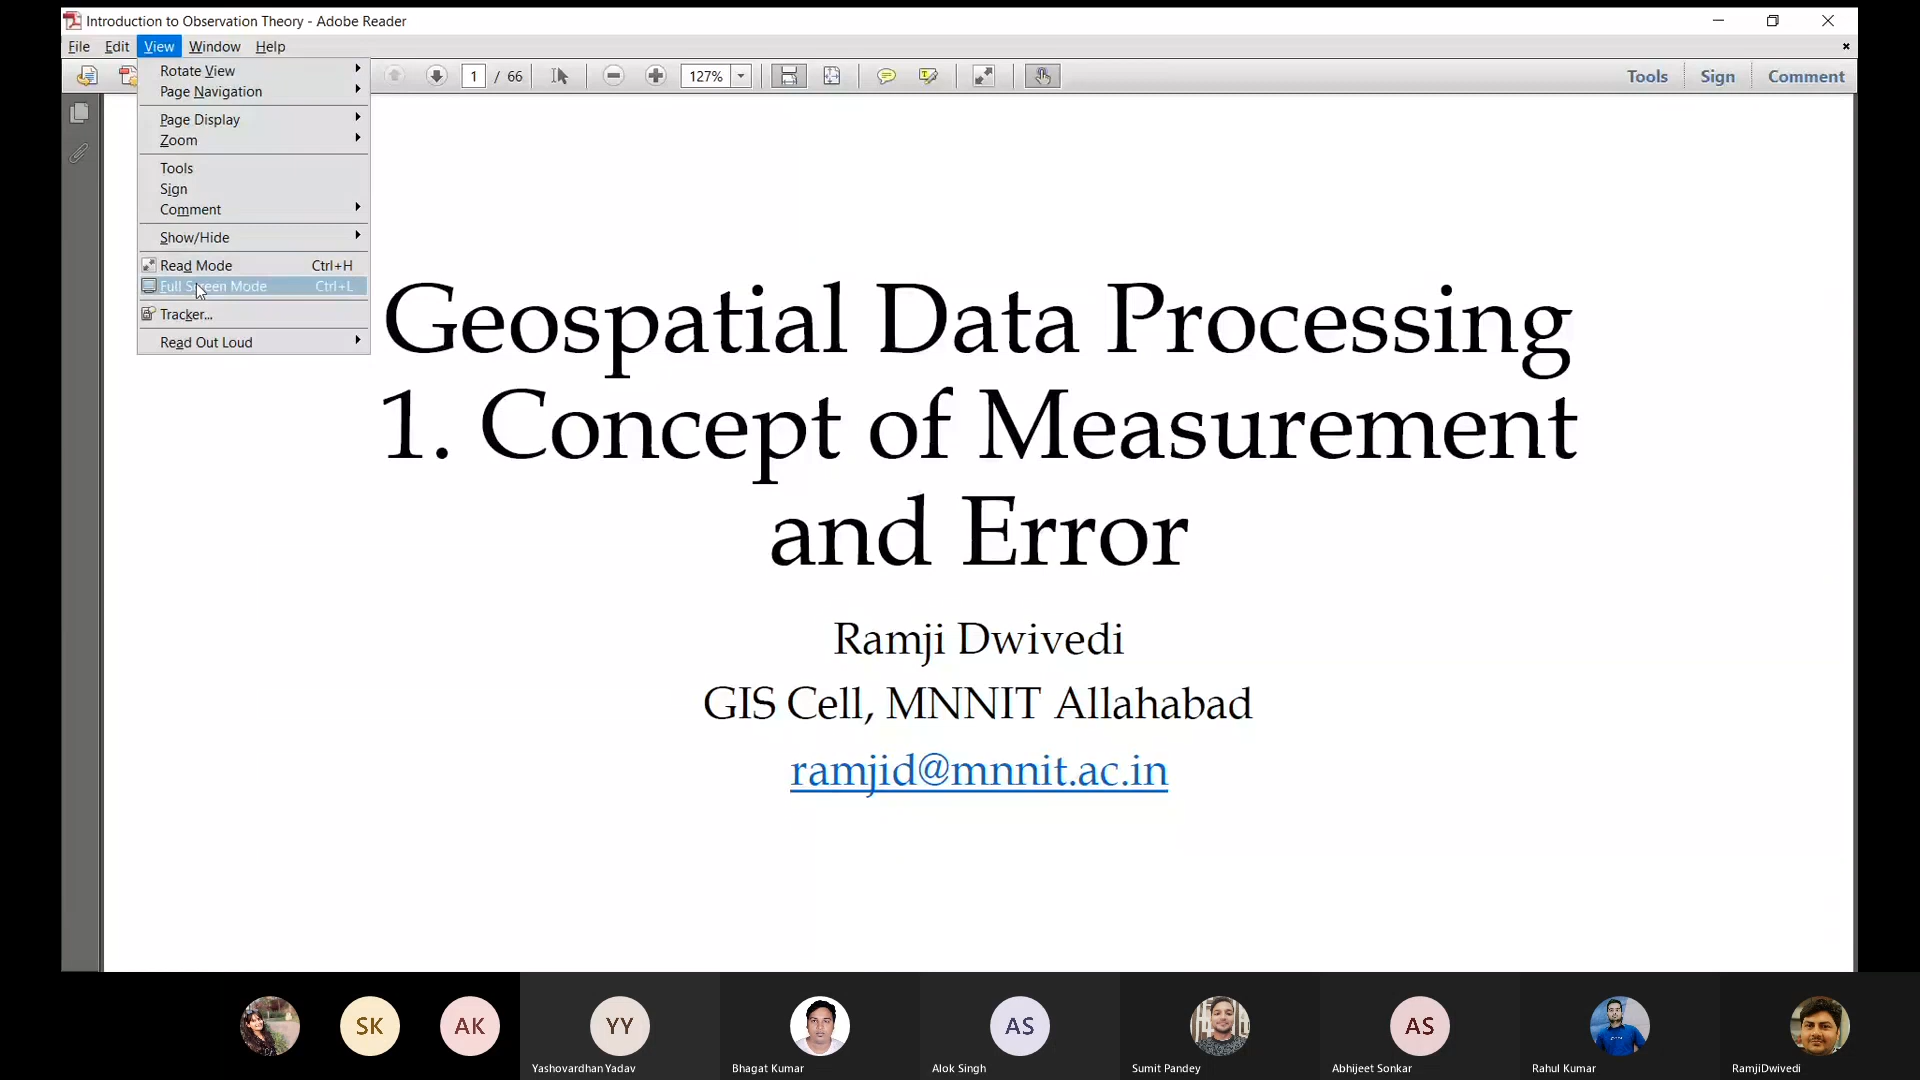 Introduction to Observation Theory - Adobe Reader
File Edit View Window Help
1 / 66 127% Tools Sign Comment
Rotate View
Page Navigation
Page Display
Zoom
Tools
Sign
Comment
Show/Hide
Read Mode Ctrl+H
Full Screen Mode Ctrl+L
Tracker...
Read Out Loud
Geospatial Data Processing
1. Concept of Measurement
and Error
Ramji Dwivedi
GIS Cell, MNNIT Allahabad
ramjid@mnnit.ac.in
SK AK YY AS AS
Yashovardhan Yadav Bhagat Kumar Alok Singh Sumit Pandey Abhijeet Sonkar Rahul Kumar RamjiDwivedi